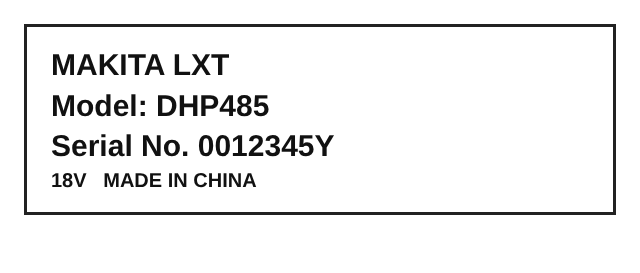 MAKITA LXT
Model: DHP485
Serial No. 0012345Y
18V MADE IN CHINA